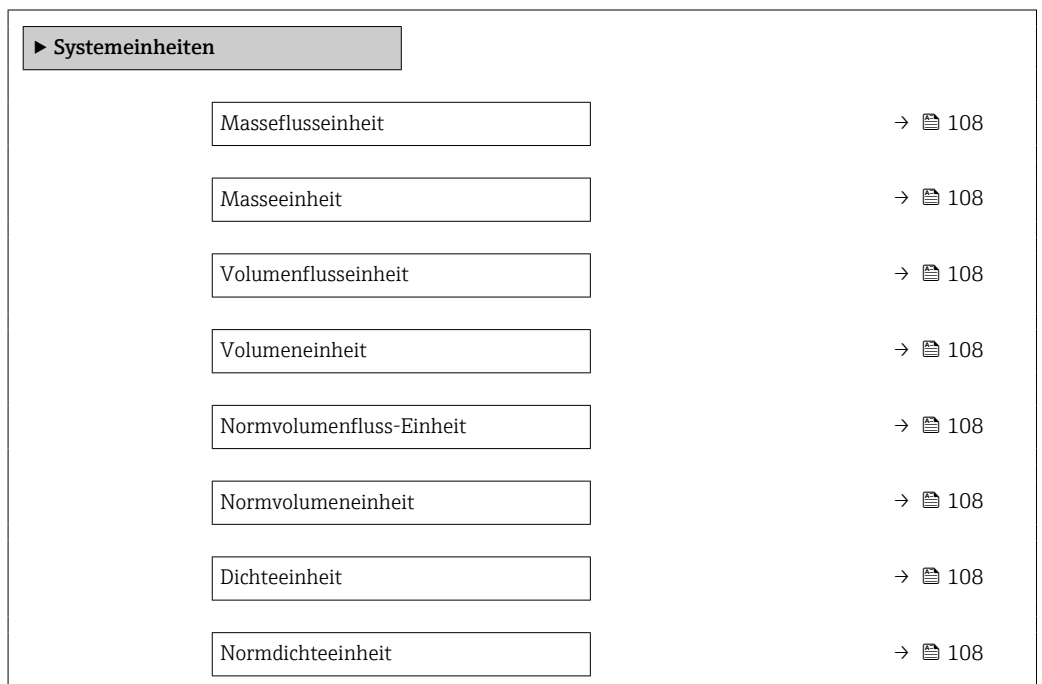 ▶ Systemeinheiten
Masseflusseinheit → 108
Masseeinheit → 108
Volumenflusseinheit → 108
Volumeneinheit → 108
Normvolumenfluss-Einheit → 108
Normvolumeneinheit → 108
Dichteeinheit → 108
Normdichteeinheit → 108